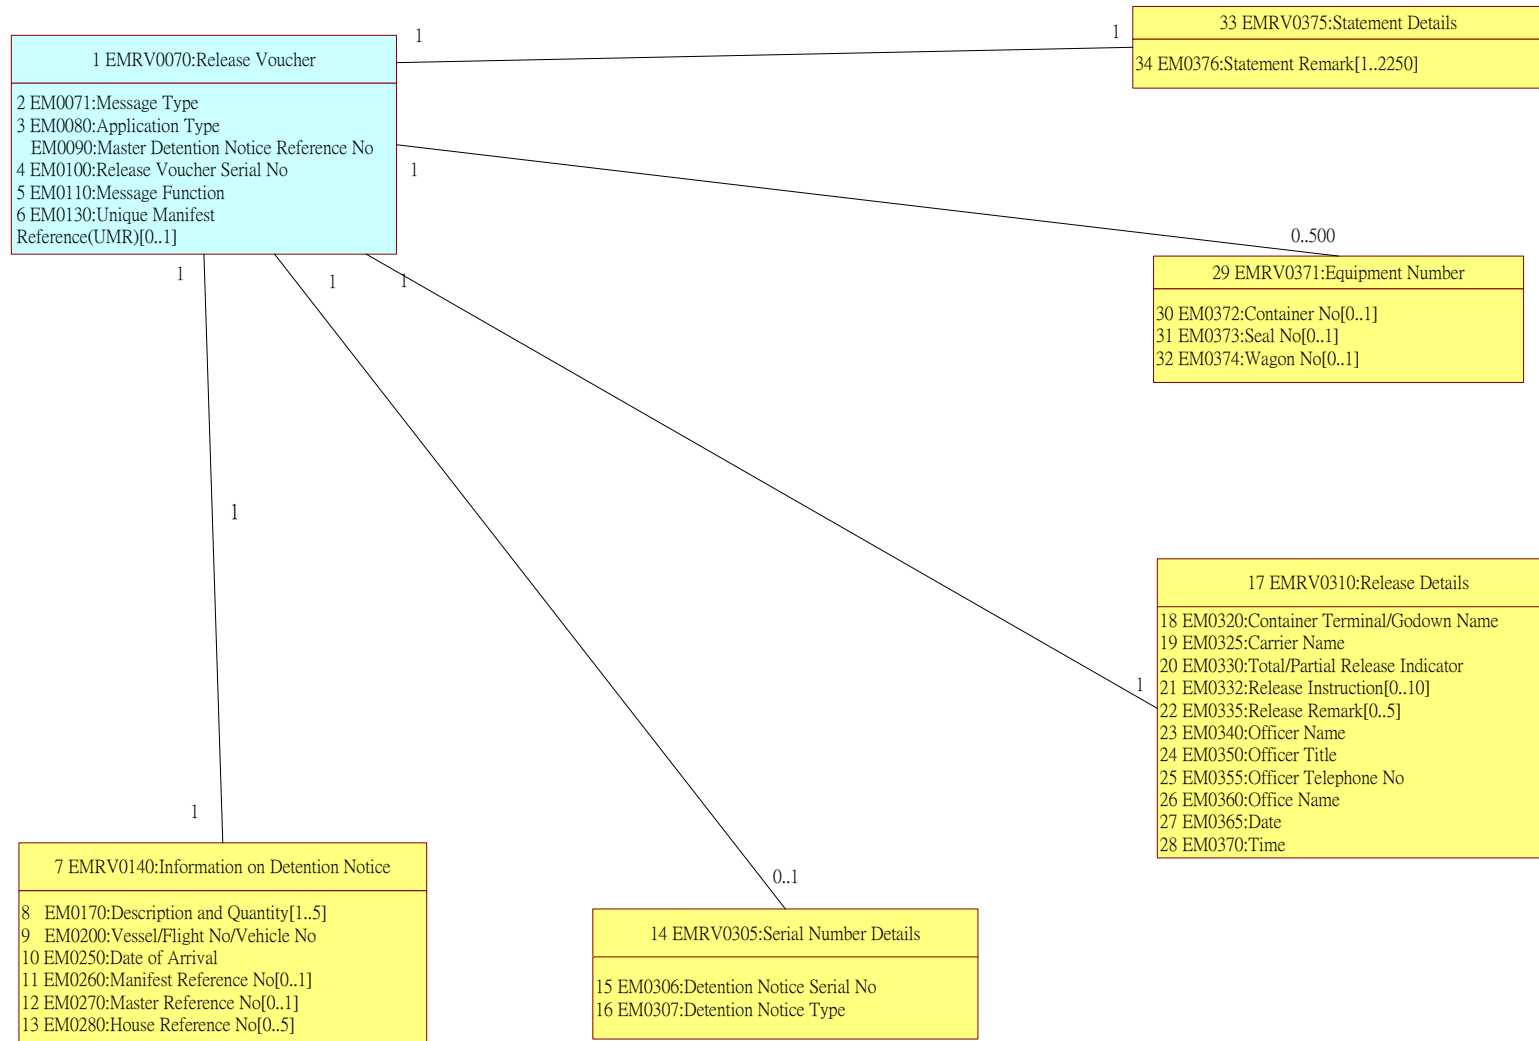 1 EMRV0070:Release Voucher
2 EM0071:Message Type
3 EM0080:Application Type
EM0090:Master Detention Notice Reference No
4 EM0100:Release Voucher Serial No
5 EM0110:Message Function
6 EM0130:Unique Manifest
Reference(UMR)[0..1]
1
1
33 EMRV0375:Statement Details
34 EM0376:Statement Remark[1..2250]
1
0..500
29 EMRV0371:Equipment Number
30 EM0372:Container No[0..1]
31 EM0373:Seal No[0..1]
32 EM0374:Wagon No[0..1]
1
1
1
1
1
17 EMRV0310:Release Details
18 EM0320:Container Terminal/Godown Name
19 EM0325:Carrier Name
20 EM0330:Total/Partial Release Indicator
21 EM0332:Release Instruction[0..10]
22 EM0335:Release Remark[0..5]
23 EM0340:Officer Name
24 EM0350:Officer Title
25 EM0355:Officer Telephone No
26 EM0360:Office Name
27 EM0365:Date
28 EM0370:Time
1
7 EMRV0140:Information on Detention Notice
8 EM0170:Description and Quantity[1..5]
9 EM0200:Vessel/Flight No/Vehicle No
10 EM0250:Date of Arrival
11 EM0260:Manifest Reference No[0..1]
12 EM0270:Master Reference No[0..1]
13 EM0280:House Reference No[0..5]
0..1
14 EMRV0305:Serial Number Details
15 EM0306:Detention Notice Serial No
16 EM0307:Detention Notice Type